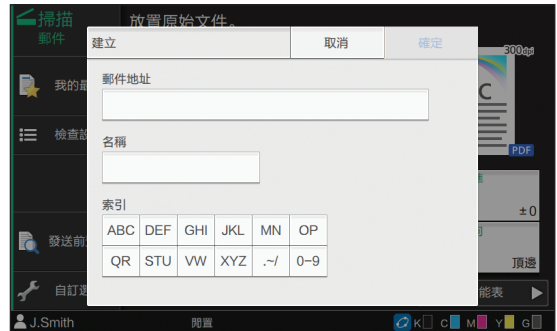 掃描
郵件
放置原始文件。
建立
取消
確定
300dpi
我的最
郵件地址
C
檢查設
名稱
PDF
索引
±0
ABC DEF GHI JKL MN OP
發送前
QR STU VW XYZ .~/ 0-9
頂邊
自訂選
能表
J.Smith
閒置
K C M Y G